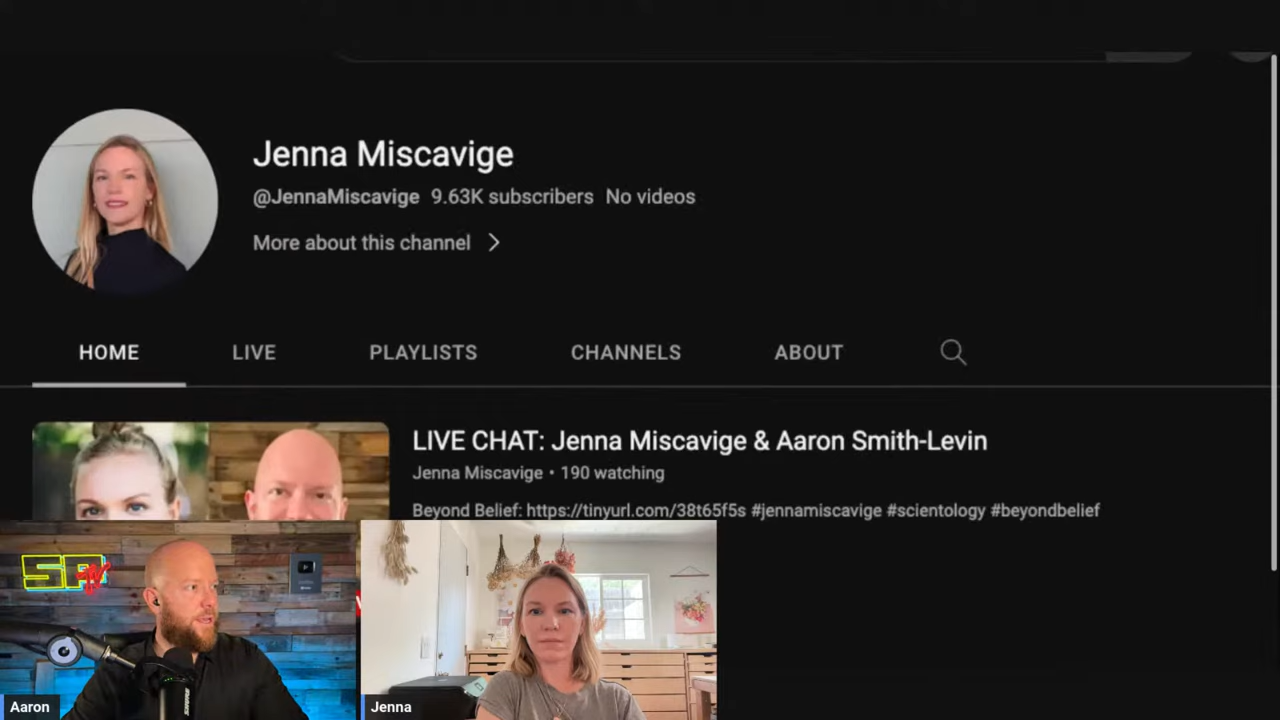 Jenna Miscavige
@JennaMiscavige 9.63K subscribers No videos
More about this channel
HOME LIVE PLAYLISTS CHANNELS ABOUT
LIVE CHAT: Jenna Miscavige & Aaron Smith-Levin
Jenna Miscavige • 190 watching
Beyond Belief: https://tinyurl.com/38t65f5s #jennamiscavige #scientology #beyondbelief
SP
Aaron
Jenna